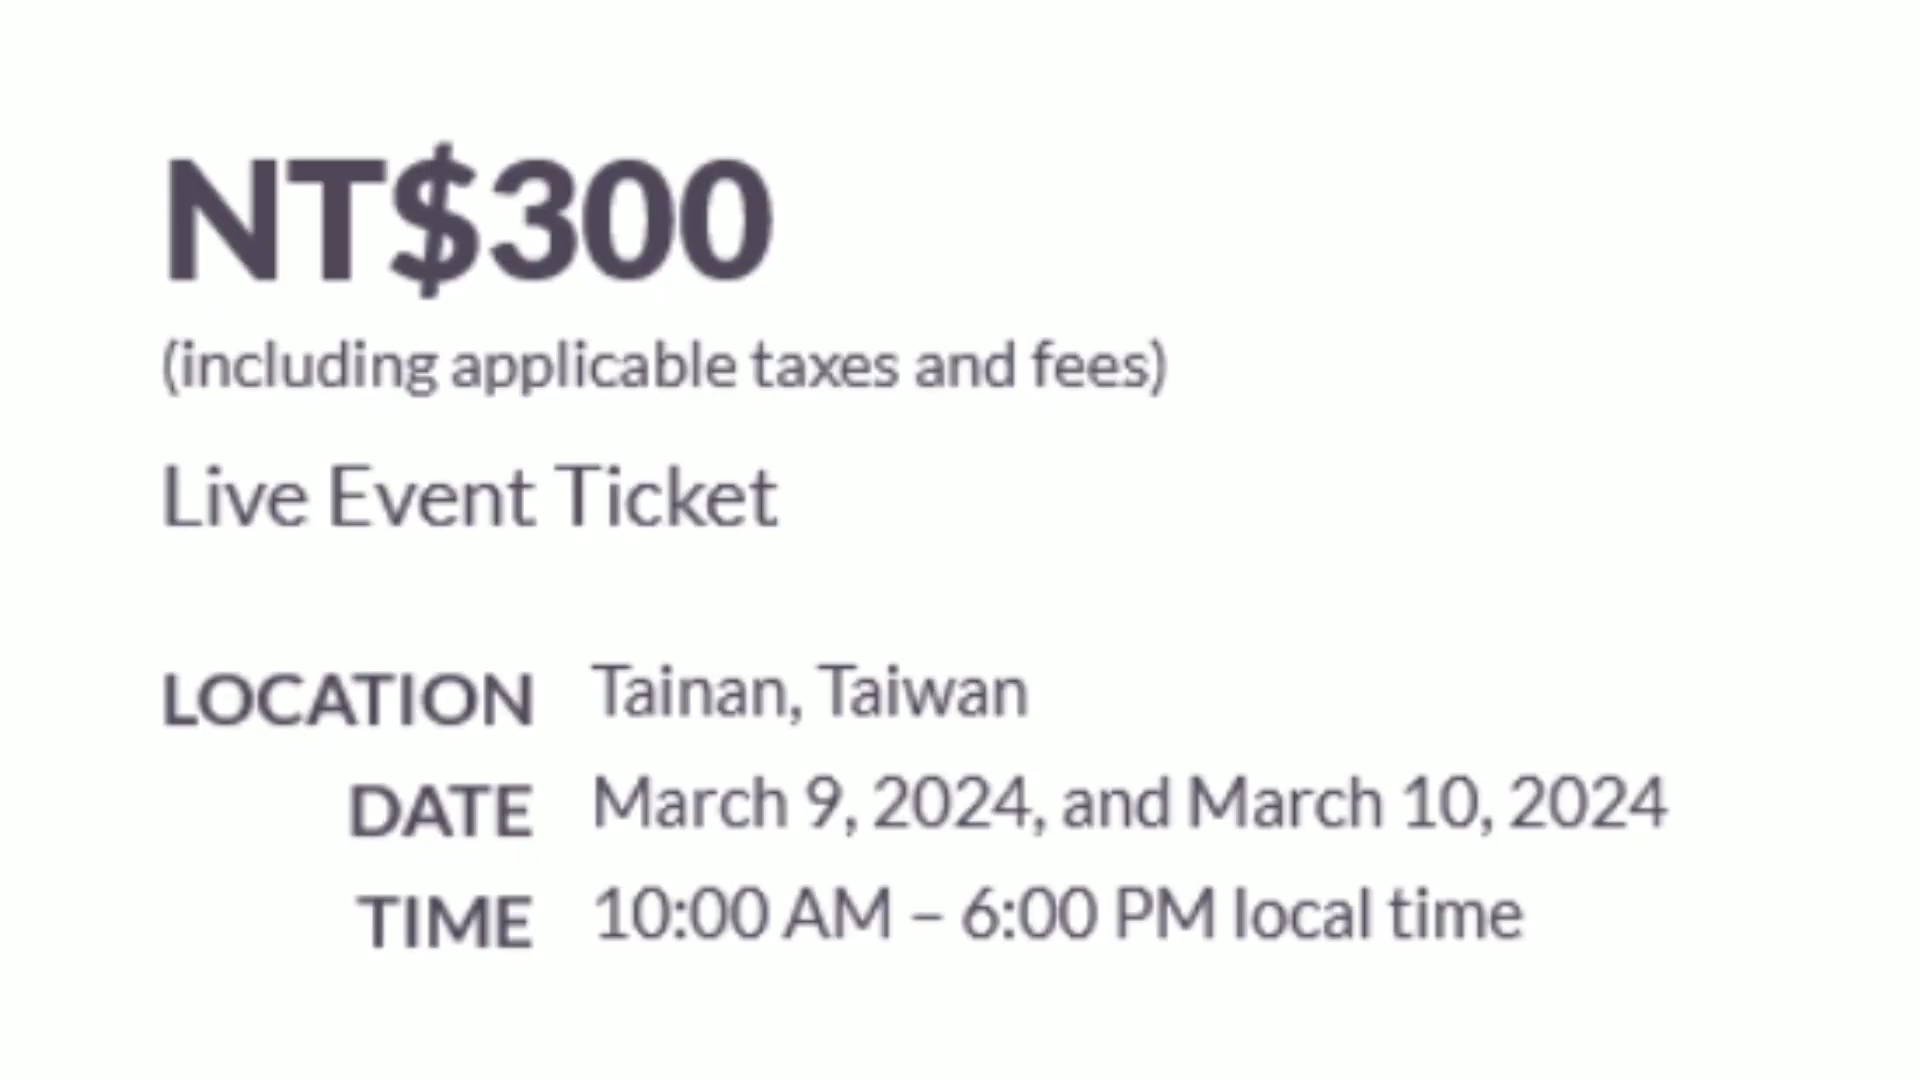 NT$300
(including applicable taxes and fees)
Live Event Ticket
LOCATION Tainan, Taiwan
DATE March 9, 2024, and March 10, 2024
TIME 10:00 AM – 6:00 PM local time